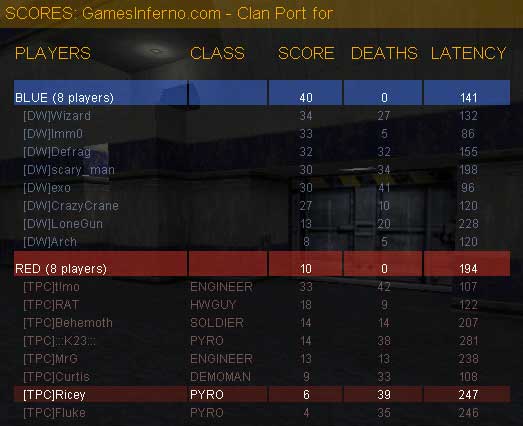 SCORES: GamesInferno.com - Clan Port for
PLAYERS CLASS SCORE DEATHS LATENCY
BLUE (8 players) 40 0 141
[DW]Wizard 34 27 132
[DW]Imm0 33 5 86
[DW]Defrag 32 32 155
[DW]scary_man 30 34 198
[DW]exo 30 41 96
[DW]CrazyCrane 27 10 120
[DW]LoneGun 13 20 228
[DW]Arch 8 5 120
RED (8 players) 10 0 194
[TPC]t!mo ENGINEER 33 42 107
[TPC]RAT HWGUY 18 9 122
[TPC]Behemoth SOLDIER 14 14 207
[TPC]:::K23::: PYRO 14 38 281
[TPC]MrG ENGINEER 13 13 238
[TPC]Curtis DEMOMAN 9 33 108
[TPC]Ricey PYRO 6 39 247
[TPC]Fluke PYRO 4 35 246